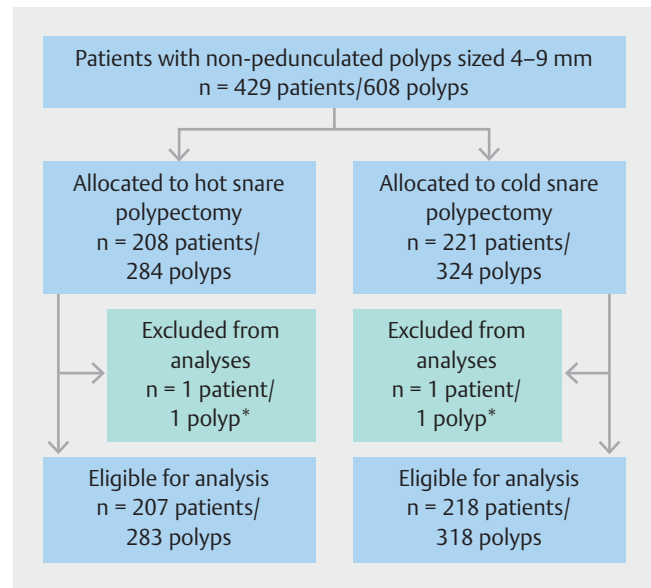 Patients with non-pedunculated polyps sized 4–9 mm
n = 429 patients/608 polyps
Allocated to hot snare
polypectomy
n = 208 patients/
284 polyps
Allocated to cold snare
polypectomy
n = 221 patients/
324 polyps
Excluded from
analyses
n = 1 patient/
1 polyp*
Excluded from
analyses
n = 1 patient/
1 polyp*
Eligible for analysis
n = 207 patients/
283 polyps
Eligible for analysis
n = 218 patients/
318 polyps